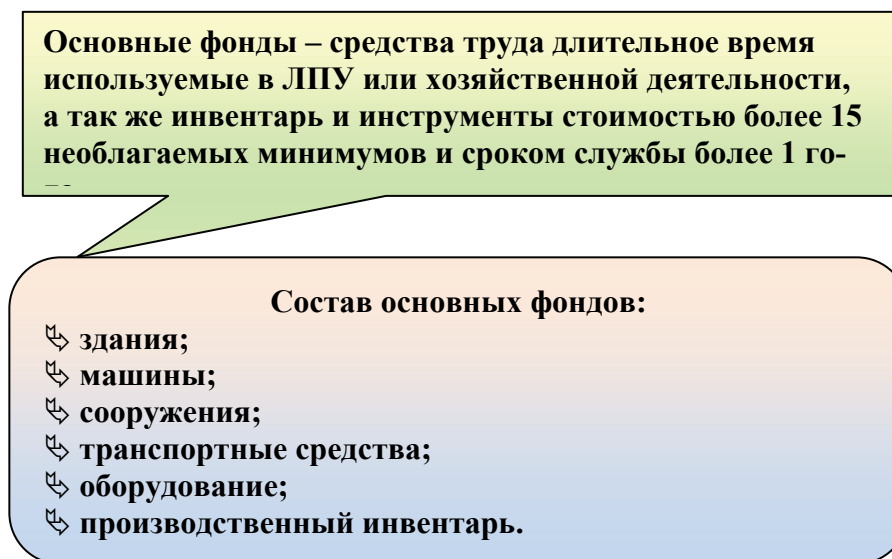 Основные фонды – средства труда длительное время
используемые в ЛПУ или хозяйственной деятельности,
а так же инвентарь и инструменты стоимостью более 15
необлагаемых минимумов и сроком службы более 1 го-
Состав основных фондов:
здания;
машины;
сооружения;
транспортные средства;
оборудование;
производственный инвентарь.